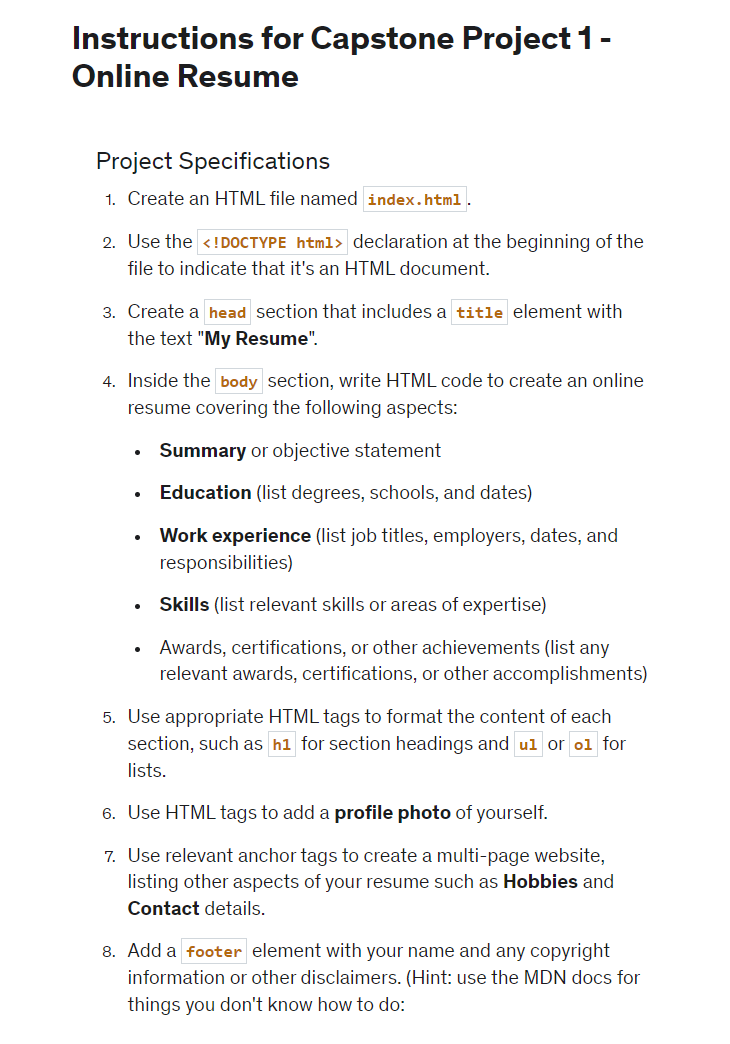 Instructions for Capstone Project 1 -
Online Resume
Project Specifications
1. Create an HTML file named index.html.
2. Use the <!DOCTYPE html> declaration at the beginning of the
file to indicate that it's an HTML document.
3. Create a head section that includes a title element with
the text "My Resume".
4. Inside the body section, write HTML code to create an online
resume covering the following aspects:
• Summary or objective statement
• Education (list degrees, schools, and dates)
• Work experience (list job titles, employers, dates, and
responsibilities)
• Skills (list relevant skills or areas of expertise)
• Awards, certifications, or other achievements (list any
relevant awards, certifications, or other accomplishments)
5. Use appropriate HTML tags to format the content of each
section, such as h1 for section headings and ul or ol for
lists.
6. Use HTML tags to add a profile photo of yourself.
7. Use relevant anchor tags to create a multi-page website,
listing other aspects of your resume such as Hobbies and
Contact details.
8. Add a footer element with your name and any copyright
information or other disclaimers. (Hint: use the MDN docs for
things you don't know how to do: